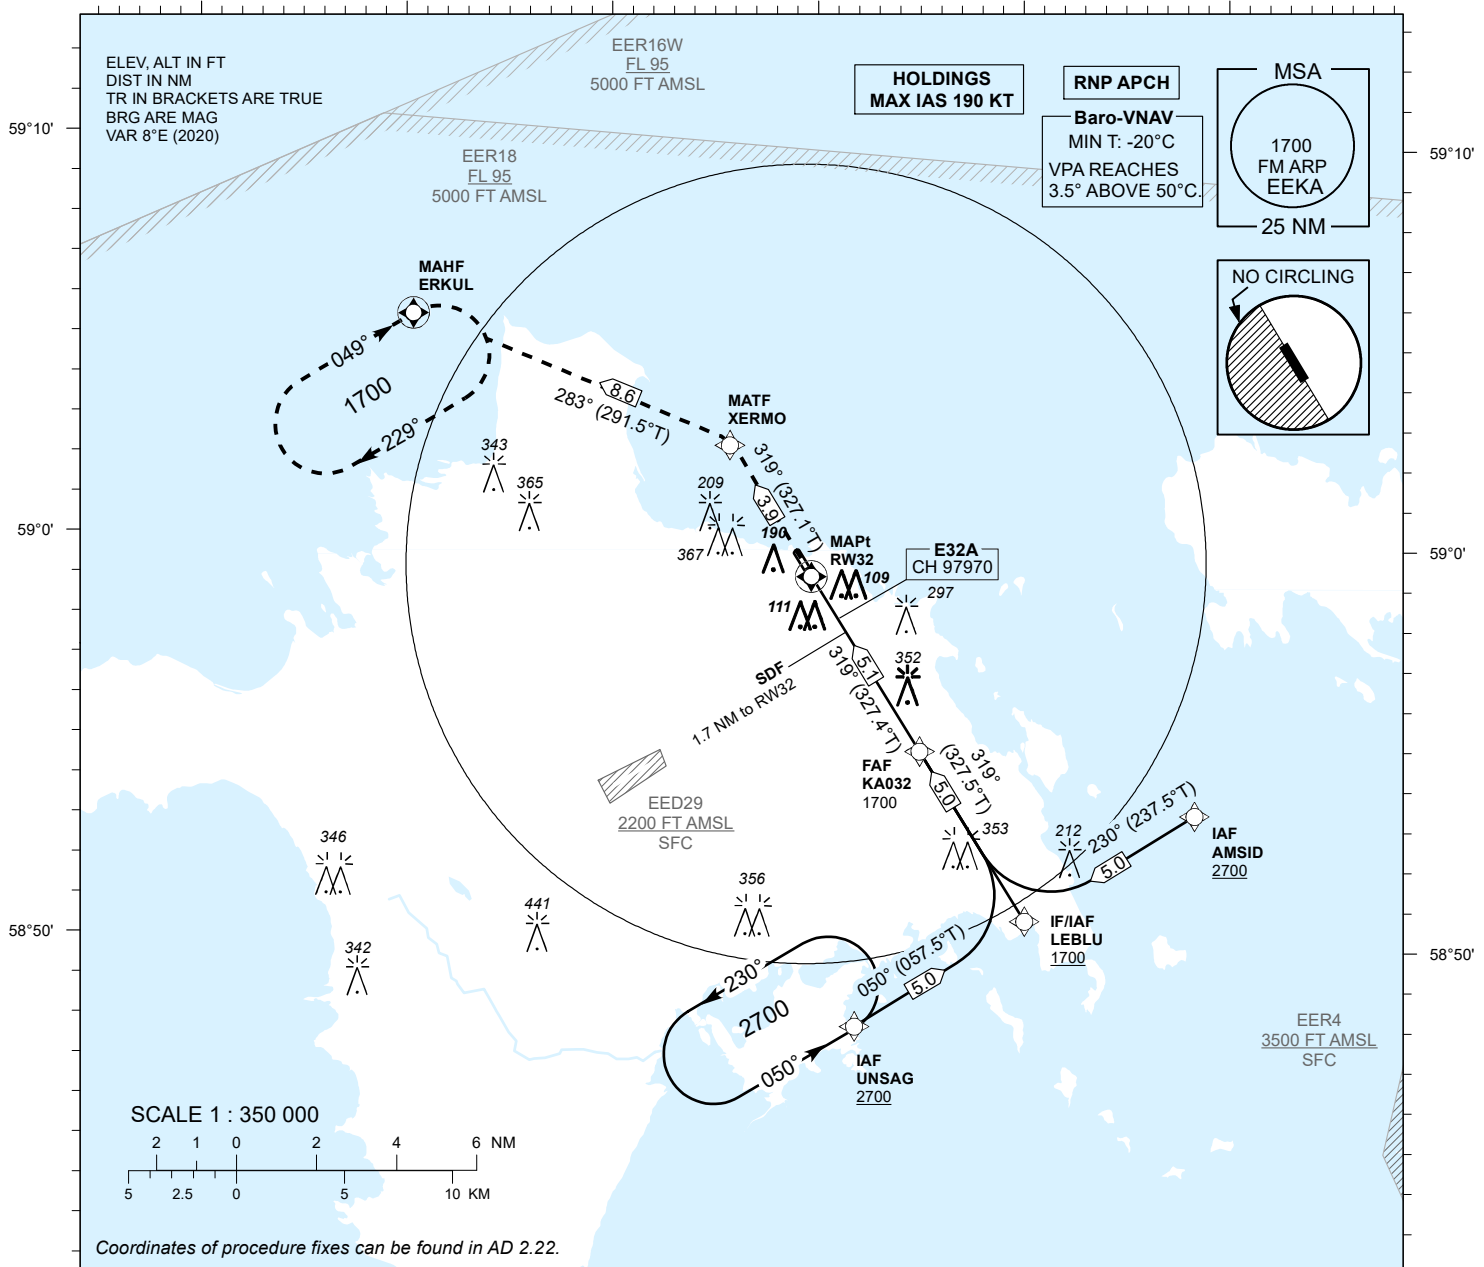 EER16W
FL 95
5000 FT AMSL
ELEV, ALT IN FT
DIST IN NM
TR IN BRACKETS ARE TRUE
BRG ARE MAG
VAR 8°E (2020)
HOLDINGS
MAX IAS 190 KT
RNP APCH
Baro-VNAV
MIN T: -20°C
VPA REACHES
3.5° ABOVE 50°C.
MSA
1700
FM ARP
EEKA
25 NM
59°10'
59°10'
EER18
FL 95
5000 FT AMSL
NO CIRCLING
MAHF
ERKUL
049°
1700
229°
8.6
283° (291.5°T)
MATF
XERMO
319° (327.1°T)
3.9
343
365
209
367
190
59°0'
59°0'
MAPt
RW32
109
111
E32A
CH 97970
297
352
SDF
1.7 NM to RW32
5.1
319° (327.4°T)
FAF
KA032
1700
319°
(327.5°T)
5.0
EED29
2200 FT AMSL
SFC
353
212
230° (237.5°T)
5.0
IAF
AMSID
2700
346
356
441
342
58°50'
58°50'
IF/IAF
LEBLU
1700
050° (057.5°T)
5.0
230°
2700
050°
IAF
UNSAG
2700
EER4
3500 FT AMSL
SFC
SCALE 1 : 350 000
2 1 0 2 4 6 NM
5 2.5 0 5 10 KM
Coordinates of procedure fixes can be found in AD 2.22.